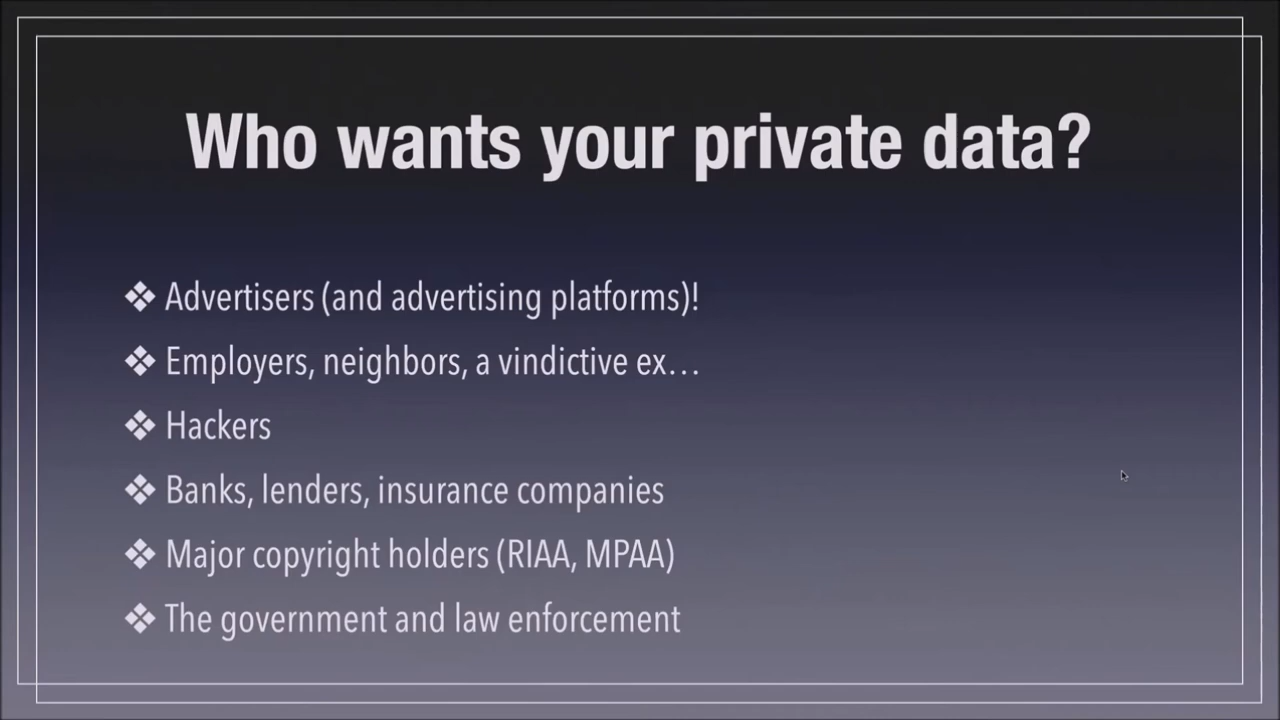 Who wants your private data?
❖ Advertisers (and advertising platforms)!
❖ Employers, neighbors, a vindictive ex…
❖ Hackers
❖ Banks, lenders, insurance companies
❖ Major copyright holders (RIAA, MPAA)
❖ The government and law enforcement